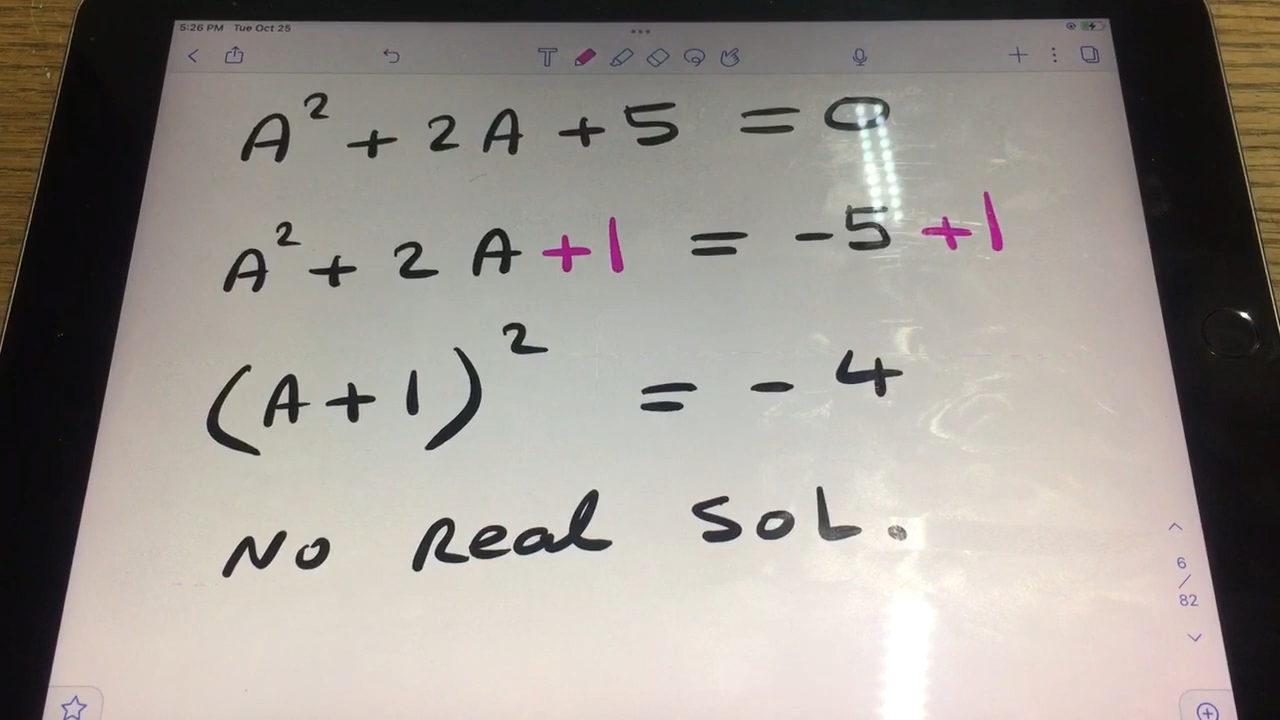 5:26 PM Tue Oct 25
A² + 2A + 5 = 0
A² + 2A + 1 = -5 + 1
(A + 1)² = - 4
No Real Sol.
6
/
82